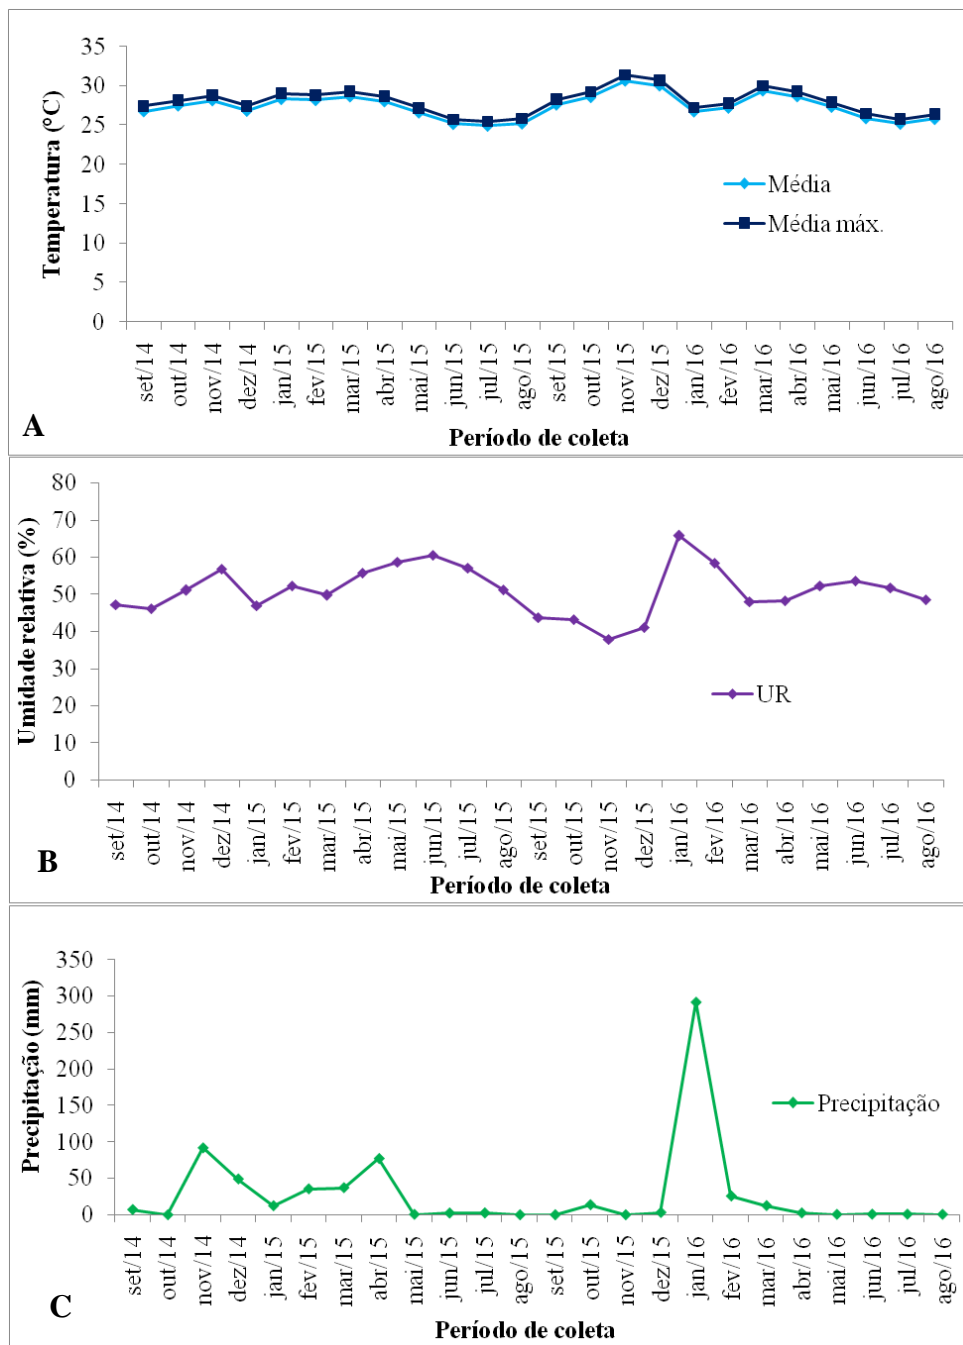 35
30
25
20
15
10
5
0
Temperatura (°C)
Média
Média máx.
set/14 out/14 nov/14 dez/14 jan/15 fev/15 mar/15 abr/15 mai/15 jun/15 jul/15 ago/15 set/15 out/15 nov/15 dez/15 jan/16 fev/16 mar/16 abr/16 mai/16 jun/16 jul/16 ago/16
A
Período de coleta
80
70
60
50
40
30
20
10
0
Umidade relativa (%)
UR
set/14 out/14 nov/14 dez/14 jan/15 fev/15 mar/15 abr/15 mai/15 jun/15 jul/15 ago/15 set/15 out/15 nov/15 dez/15 jan/16 fev/16 mar/16 abr/16 mai/16 jun/16 jul/16 ago/16
B
Período de coleta
350
300
250
200
150
100
50
0
Precipitação (mm)
Precipitação
set/14 out/14 nov/14 dez/14 jan/15 fev/15 mar/15 abr/15 mai/15 jun/15 jul/15 ago/15 set/15 out/15 nov/15 dez/15 jan/16 fev/16 mar/16 abr/16 mai/16 jun/16 jul/16 ago/16
C
Período de coleta